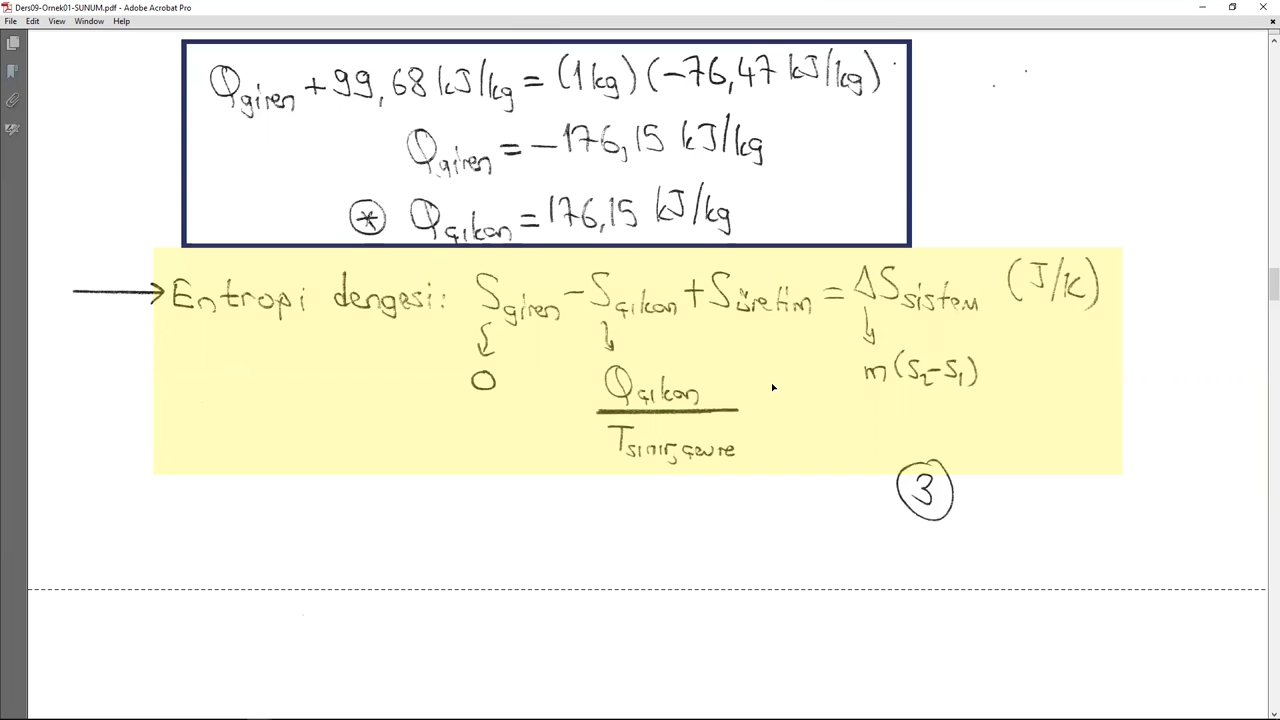 Ders09-Ornek01-SUNUM.pdf - Adobe Acrobat Pro
File Edit View Window Help
Qgiren + 99,68 kJ/kg = (1 kg) (-76,47 kJ/kg)
Qgiren = -176,15 kJ/kg
* Qçıkan = 176,15 kJ/kg
→ Entropi dengesi: Sgiren - Sçıkan + Süretim = ΔSsistem (J/K)
0
Qçıkan
m(s2-s1)
Tsınır,çevre
3